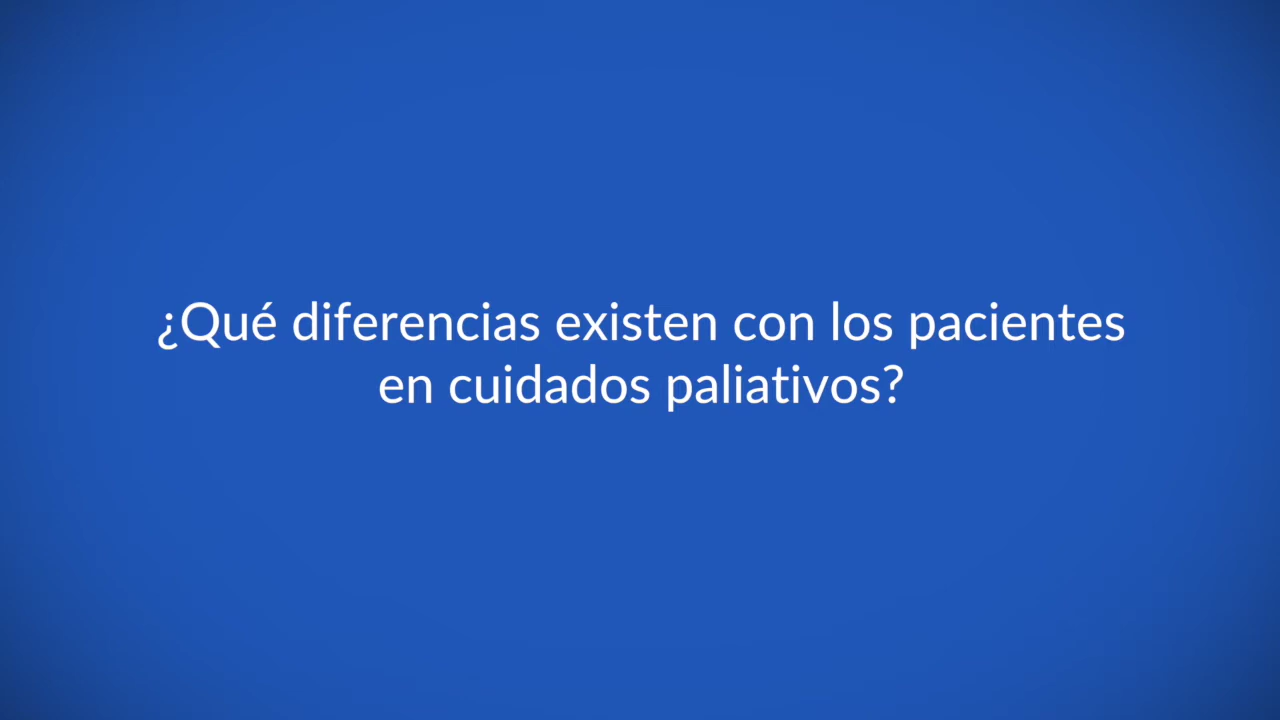 ¿Qué diferencias existen con los pacientes
en cuidados paliativos?